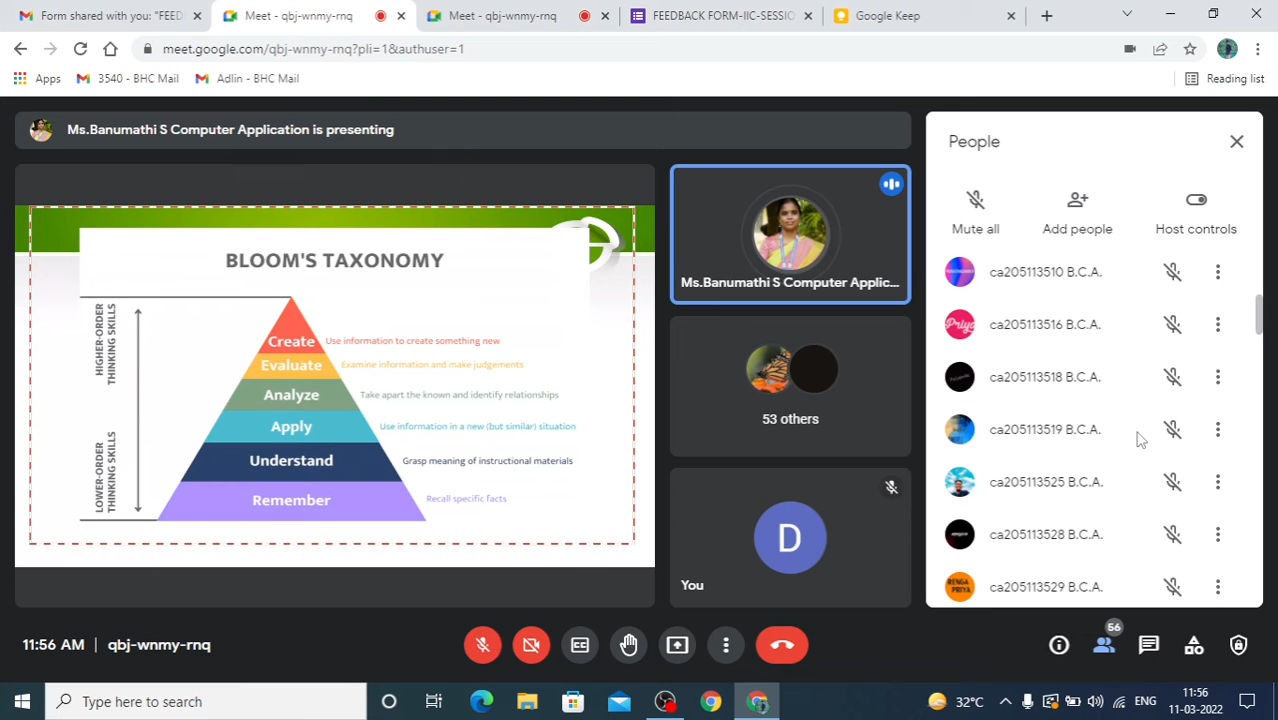 Form shared with you: "FEED
Meet - qbj-wnmy-rnq
Meet - qbj-wnmy-rnq
FEEDBACK FORM-IIC-SESSIO
Google Keep
meet.google.com/qbj-wnmy-rnq?pli=1&authuser=1
Apps
3540 - BHC Mail
Adlin - BHC Mail
Reading list
Ms.Banumathi S Computer Application is presenting
BLOOM'S TAXONOMY
HIGHER-ORDER
THINKING SKILLS
LOWER-ORDER
THINKING SKILLS
Create
Use information to create something new
Evaluate
Examine information and make judgements
Analyze
Take apart the known and identify relationships
Apply
Use information in a new (but similar) situation
Understand
Grasp meaning of instructional materials
Remember
Recall specific facts
Ms.Banumathi S Computer Applic...
53 others
D
You
People
Mute all
Add people
Host controls
ca205113510 B.C.A.
ca205113516 B.C.A.
Priya
ca205113518 B.C.A.
ca205113519 B.C.A.
ca205113525 B.C.A.
ca205113528 B.C.A.
ca205113529 B.C.A.
RENGA
PRIYA
11:56 AM
qbj-wnmy-rnq
CC
56
Type here to search
32°C
ENG
11:56
11-03-2022